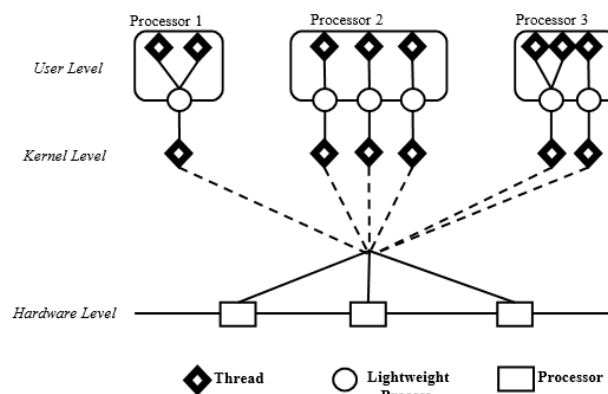 Processor 1
Processor 2
Processor 3
User Level
Kernel Level
Hardware Level
Thread
Lightweight
Processor